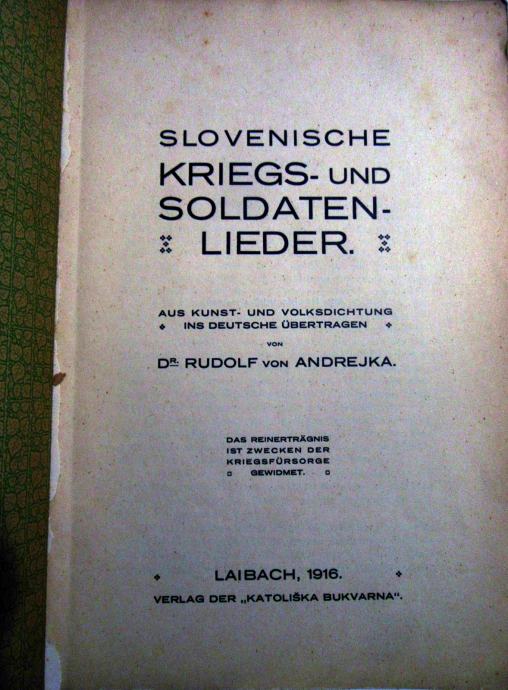 SLOVENISCHE
KRIEGS- UND
SOLDATEN-
LIEDER.
AUS KUNST- UND VOLKSDICHTUNG
INS DEUTSCHE ÜBERTRAGEN
VON
DR. RUDOLF VON ANDREJKA.
DAS REINERTRÄGNIS
IST ZWECKEN DER
KRIEGSFÜRSORGE
GEWIDMET.
LAIBACH, 1916.
VERLAG DER „KATOLIŠKA BUKVARNA“.